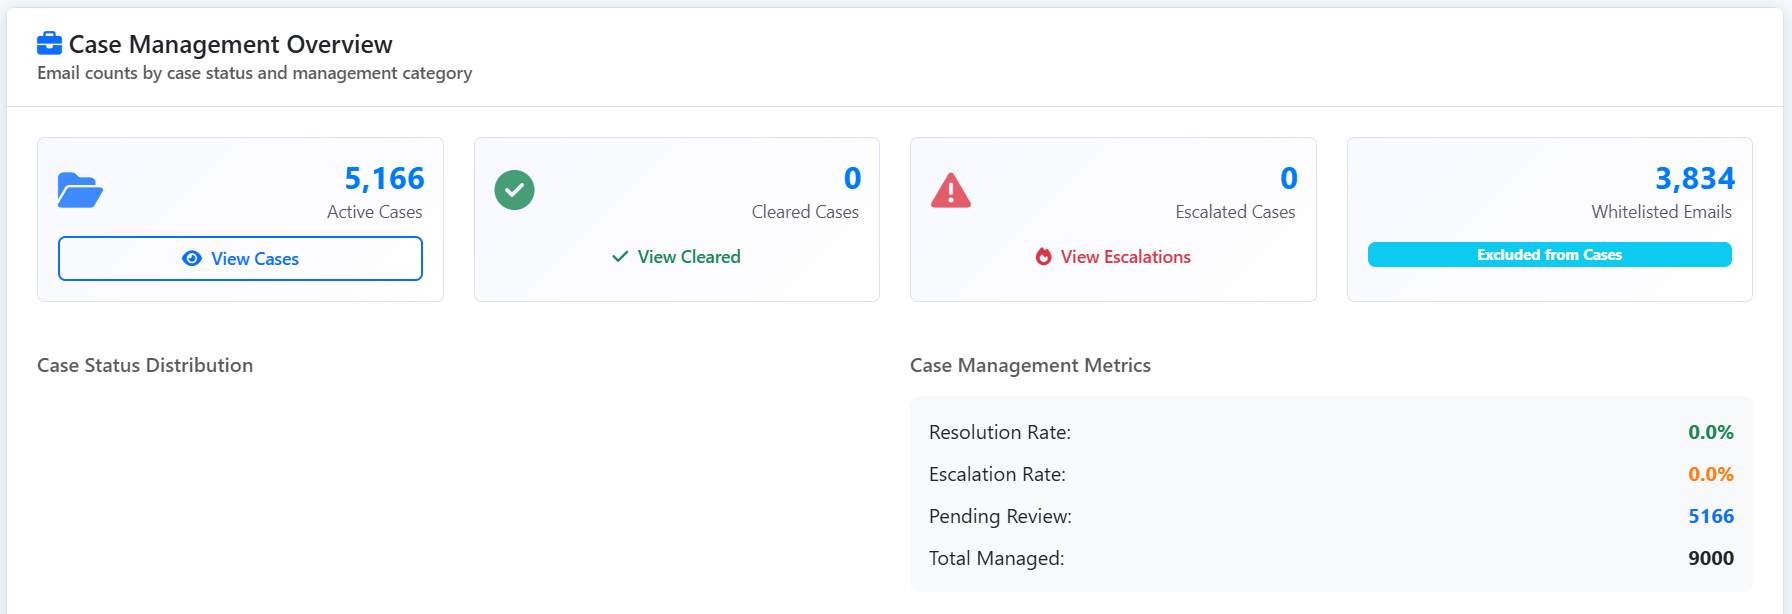 Case Management Overview
Email counts by case status and management category
5,166
Active Cases
View Cases
0
Cleared Cases
View Cleared
0
Escalated Cases
View Escalations
3,834
Whitelisted Emails
Excluded from Cases
Case Status Distribution
Case Management Metrics
Resolution Rate: 0.0%
Escalation Rate: 0.0%
Pending Review: 5166
Total Managed: 9000